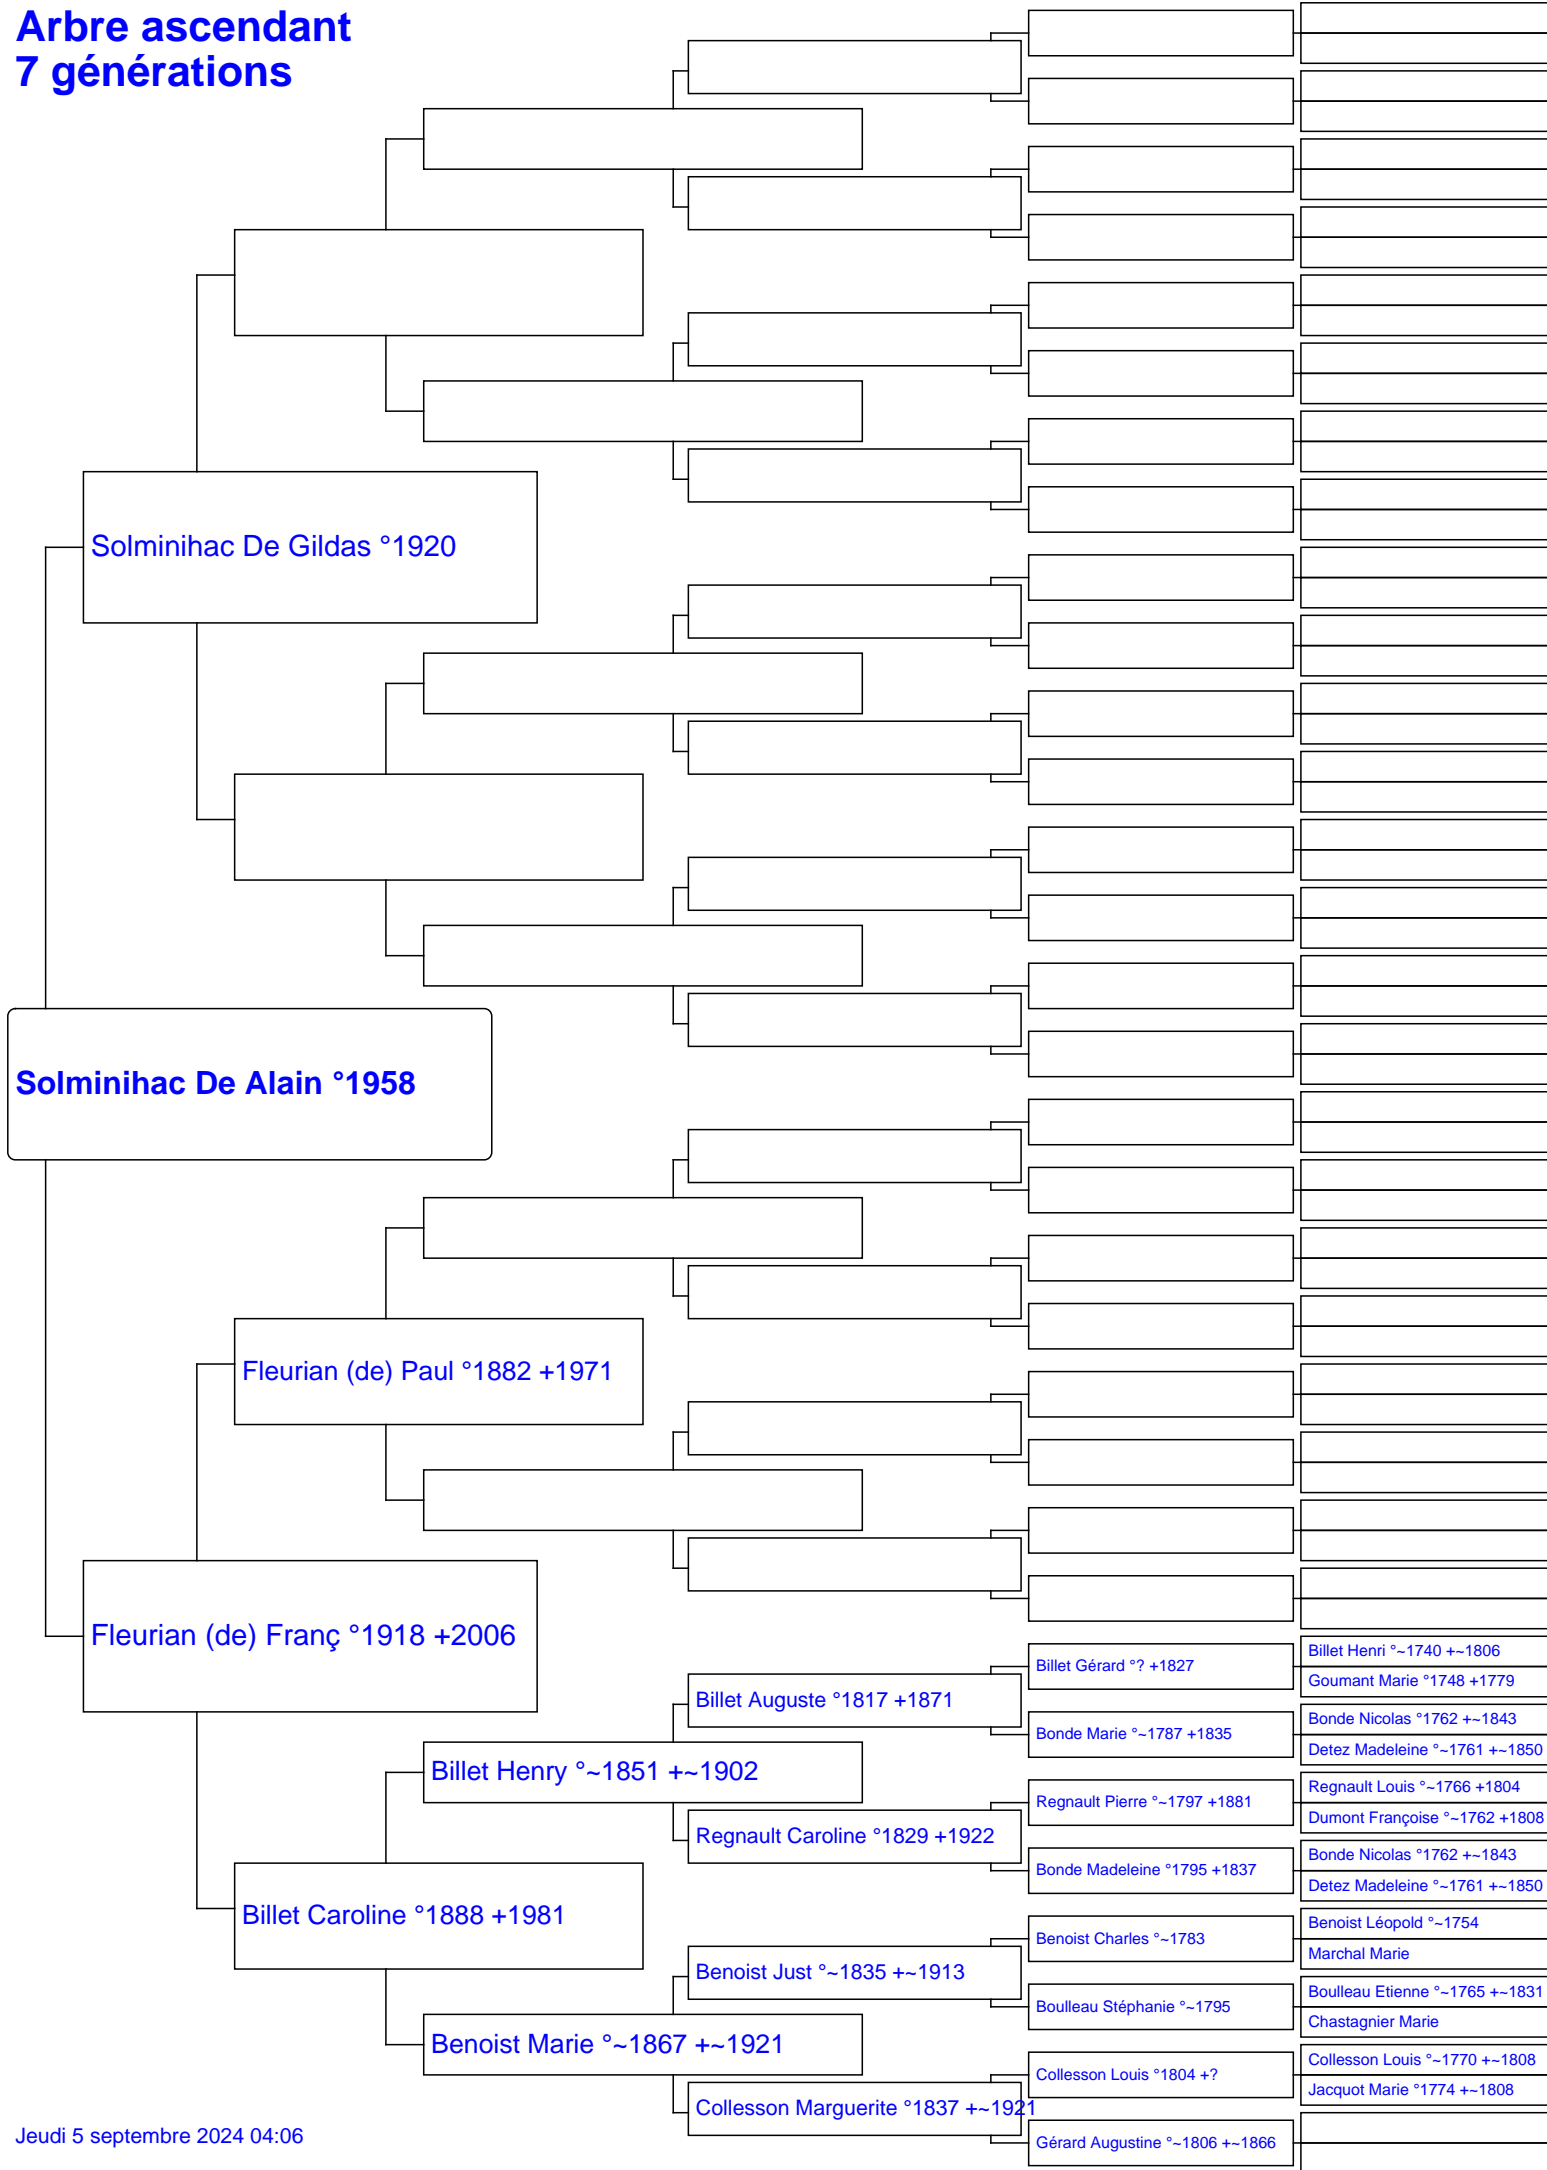 Arbre ascendant
7 générations
Solminihac De Gildas °1920
Solminihac De Alain °1958
Fleurian (de) Paul °1882 +1971
Fleurian (de) Franç °1918 +2006
Billet Henri °~1740 +~1806
Billet Gérard °? +1827
Goumant Marie °1748 +1779
Billet Auguste °1817 +1871
Bonde Nicolas °1762 +~1843
Bonde Marie °~1787 +1835
Detez Madeleine °~1761 +~1850
Billet Henry °~1851 +~1902
Regnault Louis °~1766 +1804
Regnault Pierre °~1797 +1881
Dumont Françoise °~1762 +1808
Regnault Caroline °1829 +1922
Bonde Nicolas °1762 +~1843
Bonde Madeleine °1795 +1837
Detez Madeleine °~1761 +~1850
Billet Caroline °1888 +1981
Benoist Léopold °~1754
Benoist Charles °~1783
Marchal Marie
Benoist Just °~1835 +~1913
Boulleau Etienne °~1765 +~1831
Boulleau Stéphanie °~1795
Chastagnier Marie
Benoist Marie °~1867 +~1921
Collesson Louis °~1770 +~1808
Collesson Louis °1804 +?
Jacquot Marie °1774 +~1808
Collesson Marguerite °1837 +~1921
Gérard Augustine °~1806 +~1866
Jeudi 5 septembre 2024 04:06